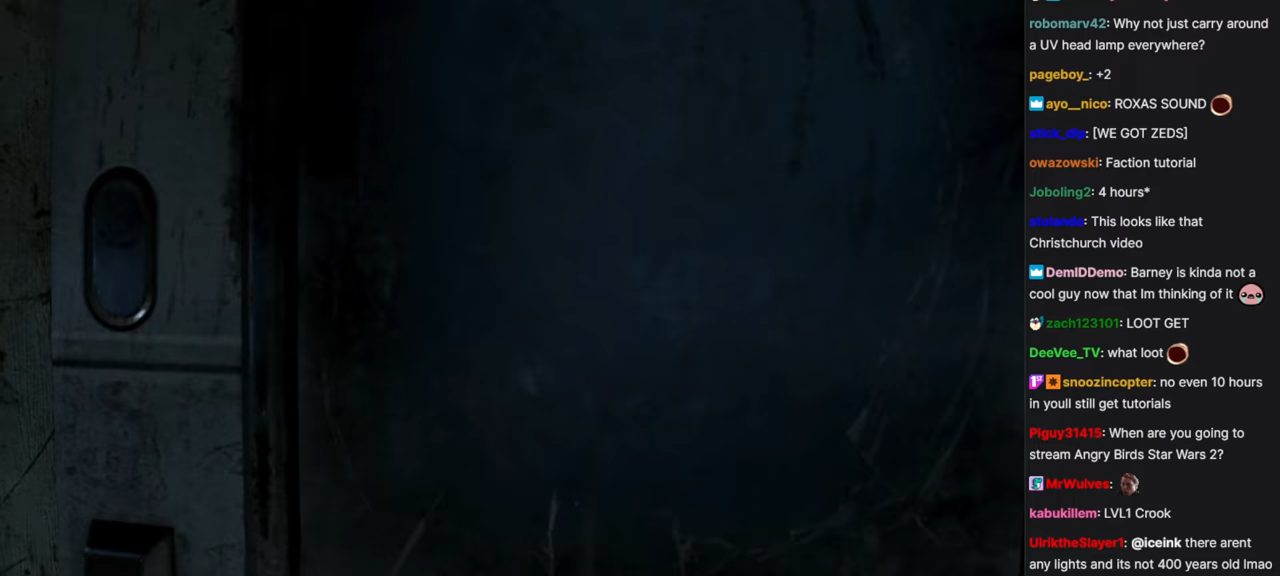 robomarv42: Why not just carry around
a UV head lamp everywhere?
pageboy_: +2
ayo__nico: ROXAS SOUND
stick_dip: [WE GOT ZEDS]
owazowski: Faction tutorial
Joboling2: 4 hours*
: This looks like that
Christchurch video
DemIDDemo: Barney is kinda not a
cool guy now that Im thinking of it
zach123101: LOOT GET
DeeVee_TV: what loot
1st snoozincopter: no even 10 hours
in youll still get tutorials
Piguy31415: When are you going to
stream Angry Birds Star Wars 2?
MrWulves:
kabukillem: LVL1 Crook
UlriktheSlayer1: @iceink there arent
any lights and its not 400 years old lmao